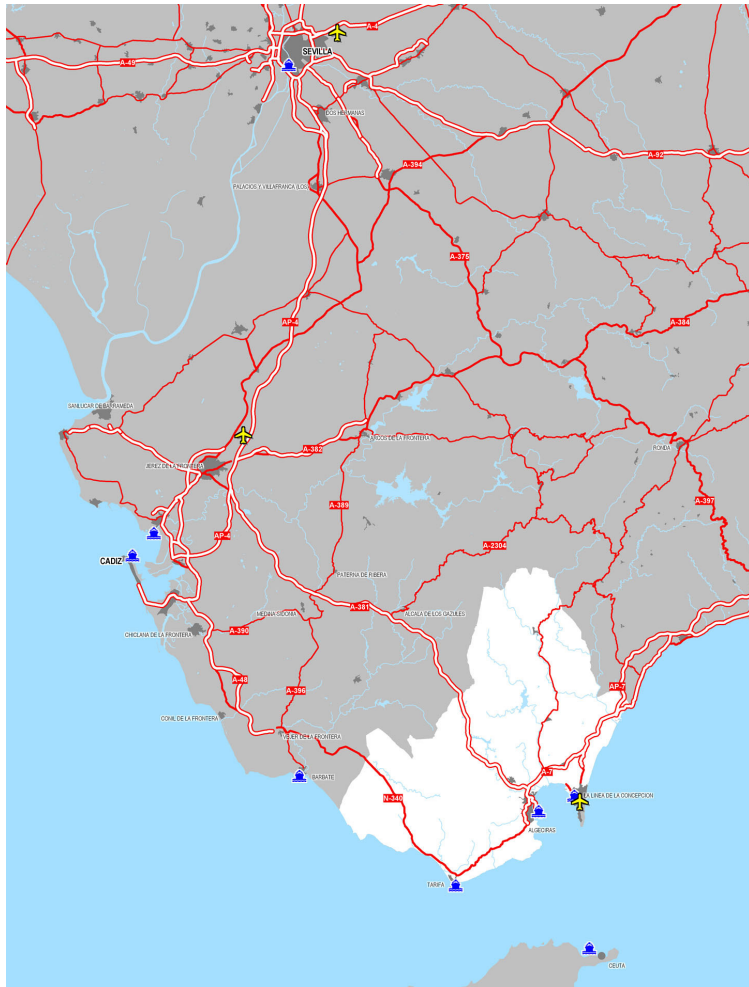 A-4
SEVILLA
A-49
DOS HERMANAS
A-92
A-394
PALACIOS Y VILLAFRANCA (LOS)
A-375
AP-4
A-384
SANLUCAR DE BARRAMEDA
ARCOS DE LA FRONTERA
A-382
RONDA
JEREZ DE LA FRONTERA
A-397
A-389
AP-4
A-2304
CADIZ
PATERNA DE RIBERA
A-381
MEDINA SIDONIA
ALCALA DE LOS GAZULES
A-390
CHICLANA DE LA FRONTERA
A-48
AP-7
A-396
CONIL DE LA FRONTERA
VEJER DE LA FRONTERA
A-7
BARBATE
LA LINEA DE LA CONCEPCION
N-340
ALGECIRAS
TARIFA
CEUTA